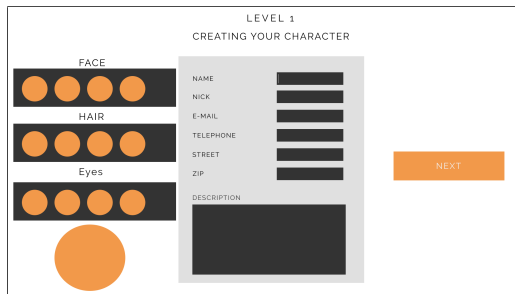 LEVEL 1
CREATING YOUR CHARACTER
FACE
HAIR
Eyes
NAME
NICK
E-MAIL
TELEPHONE
STREET
ZIP
DESCRIPTION
NEXT